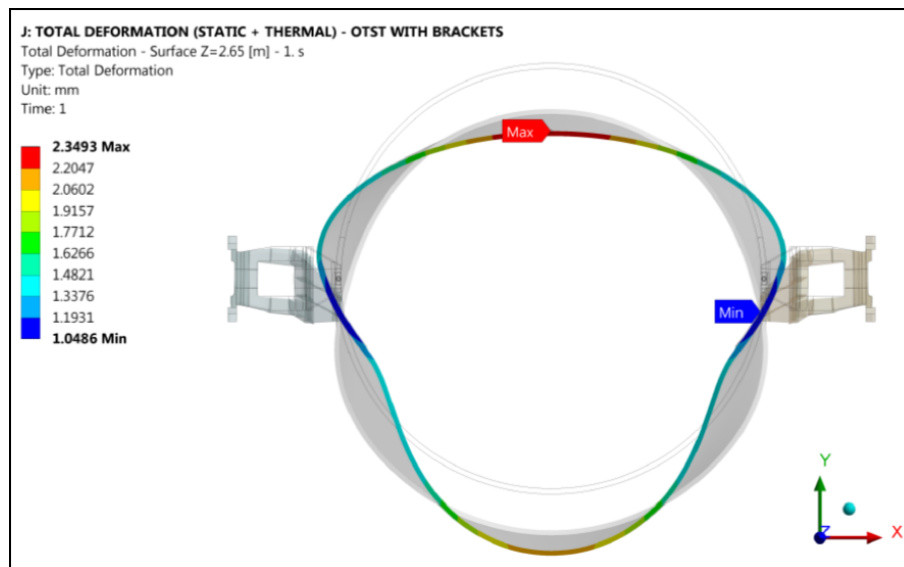 J: TOTAL DEFORMATION (STATIC + THERMAL) - OTST WITH BRACKETS
Total Deformation - Surface Z=2.65 [m] - 1. s
Type: Total Deformation
Unit: mm
Time: 1
Max
2.3493 Max
2.2047
2.0602
1.9157
1.7712
1.6266
1.4821
1.3376
1.1931
1.0486 Min
Min
Y
Z
X